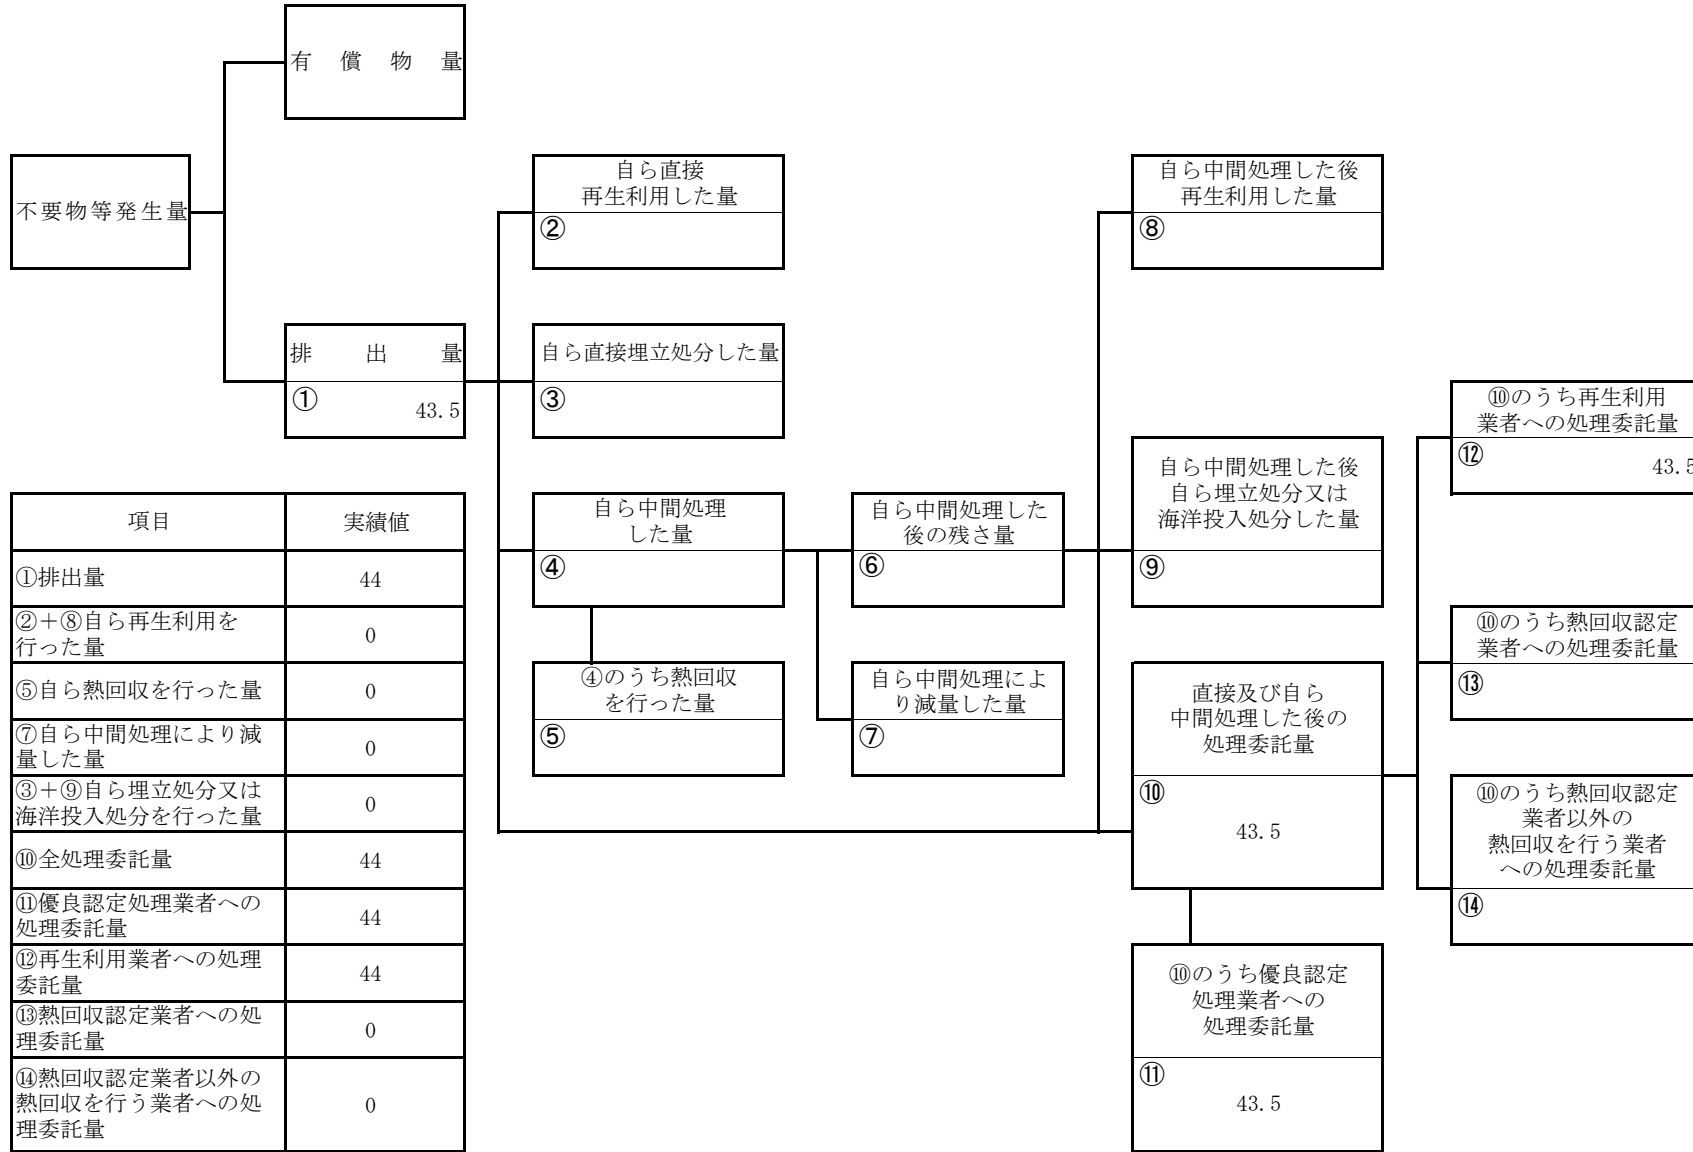 有償物量
不要物等発生量
自ら直接
再生利用した量
②
自ら中間処理した後
再生利用した量
⑧
排出量
①
43.5
自ら直接埋立処分した量
③
⑩のうち再生利用
業者への処理委託量
⑫
43.5
自ら中間処理
した量
④
自ら中間処理した
後の残さ量
⑥
自ら中間処理した後
自ら埋立処分又は
海洋投入処分した量
⑨
⑩のうち熱回収認定
業者への処理委託量
⑬
④のうち熱回収
を行った量
⑤
自ら中間処理によ
り減量した量
⑦
直接及び自ら
中間処理した後の
処理委託量
⑩
43.5
⑩のうち熱回収認定
業者以外の
熱回収を行う業者
への処理委託量
⑭
⑩のうち優良認定
処理業者への
処理委託量
⑪
43.5
項目 実績値
①排出量 44
②+⑧自ら再生利用を
行った量 0
⑤自ら熱回収を行った量 0
⑦自ら中間処理により減
量した量 0
③+⑨自ら埋立処分又は
海洋投入処分を行った量 0
⑩全処理委託量 44
⑪優良認定処理業者への
処理委託量 44
⑫再生利用業者への処理
委託量 44
⑬熱回収認定業者への処
理委託量 0
⑭熱回収認定業者以外の
熱回収を行う業者への処 0
理委託量